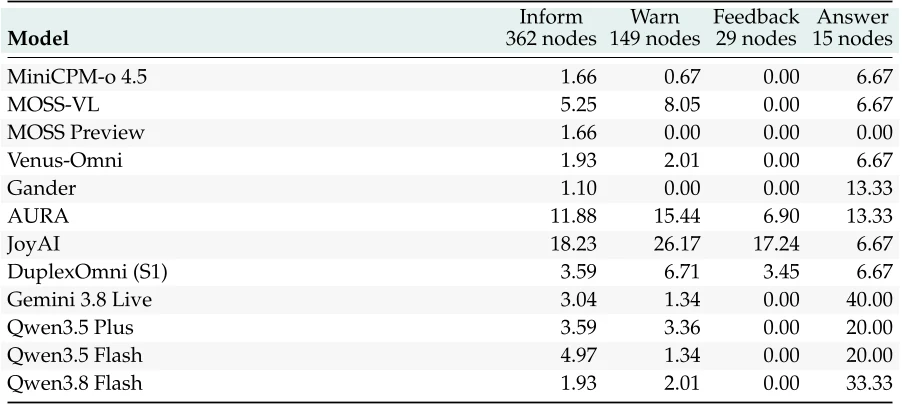 Inform Warn Feedback Answer
Model 362 nodes 149 nodes 29 nodes 15 nodes
MiniCPM-o 4.5 1.66 0.67 0.00 6.67
MOSS-VL 5.25 8.05 0.00 6.67
MOSS Preview 1.66 0.00 0.00 0.00
Venus-Omni 1.93 2.01 0.00 6.67
Gander 1.10 0.00 0.00 13.33
AURA 11.88 15.44 6.90 13.33
JoyAI 18.23 26.17 17.24 6.67
DuplexOmni (S1) 3.59 6.71 3.45 6.67
Gemini 3.8 Live 3.04 1.34 0.00 40.00
Qwen3.5 Plus 3.59 3.36 0.00 20.00
Qwen3.5 Flash 4.97 1.34 0.00 20.00
Qwen3.8 Flash 1.93 2.01 0.00 33.33